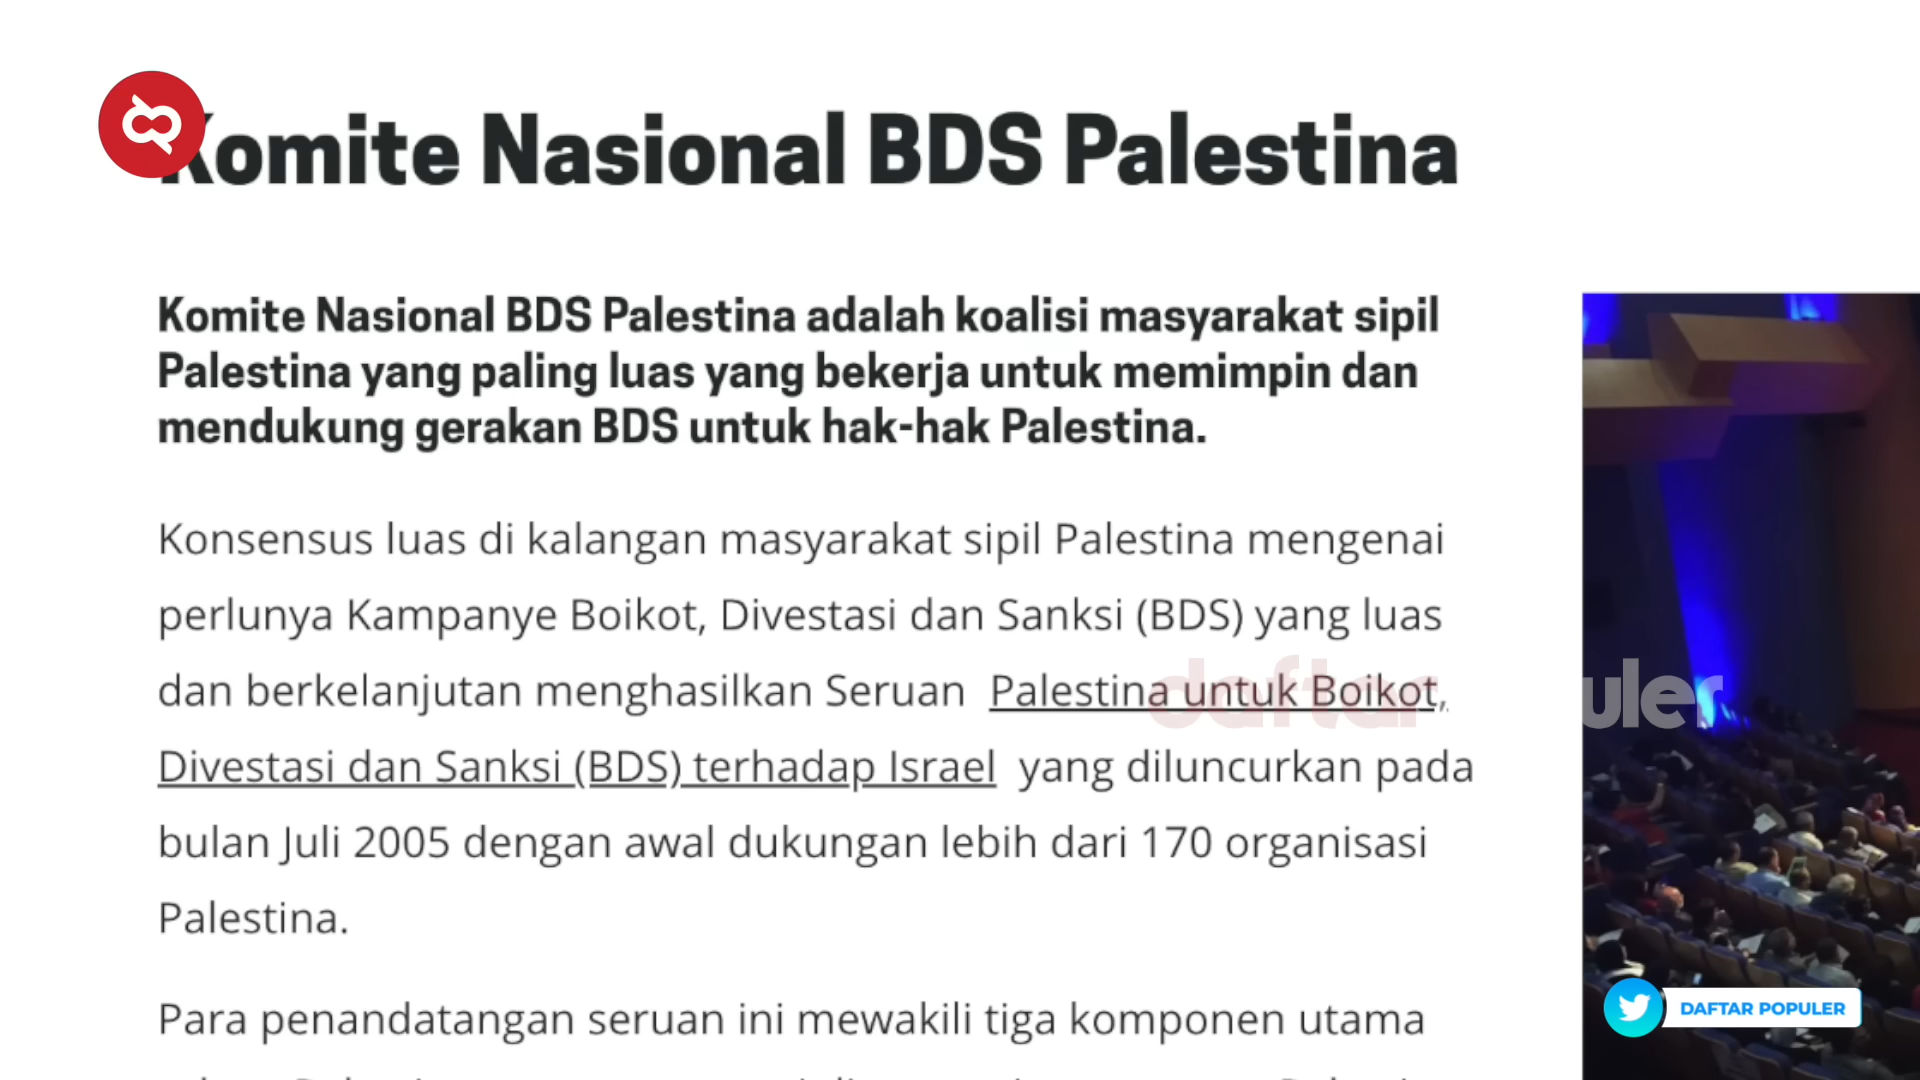 Komite Nasional BDS Palestina
Komite Nasional BDS Palestina adalah koalisi masyarakat sipil
Palestina yang paling luas yang bekerja untuk memimpin dan
mendukung gerakan BDS untuk hak-hak Palestina.
Konsensus luas di kalangan masyarakat sipil Palestina mengenai
perlunya Kampanye Boikot, Divestasi dan Sanksi (BDS) yang luas
dan berkelanjutan menghasilkan Seruan Palestina untuk Boikot,
Divestasi dan Sanksi (BDS) terhadap Israel yang diluncurkan pada
bulan Juli 2005 dengan awal dukungan lebih dari 170 organisasi
Palestina.
Para penandatangan seruan ini mewakili tiga komponen utama
daftar
uler
DAFTAR POPULER